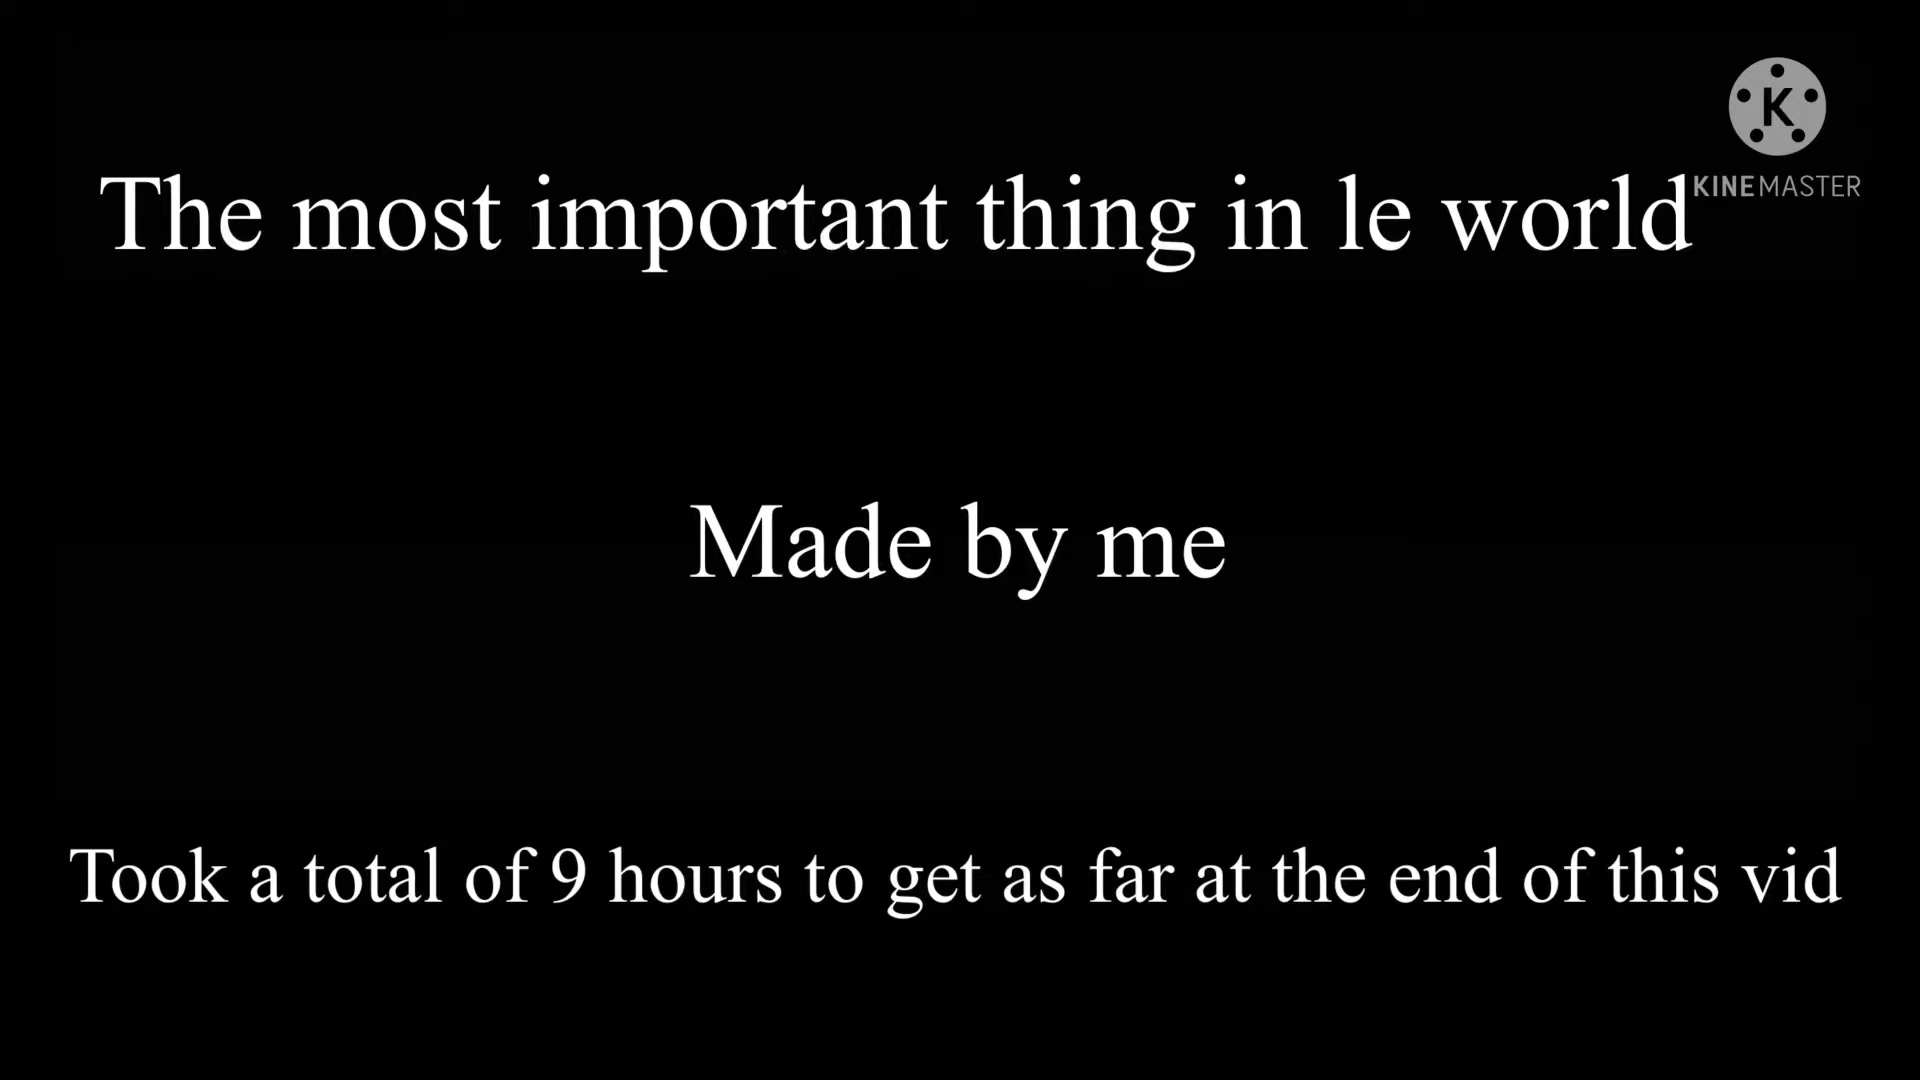 The most important thing in le world
K
KINEMASTER
Made by me
Took a total of 9 hours to get as far at the end of this vid